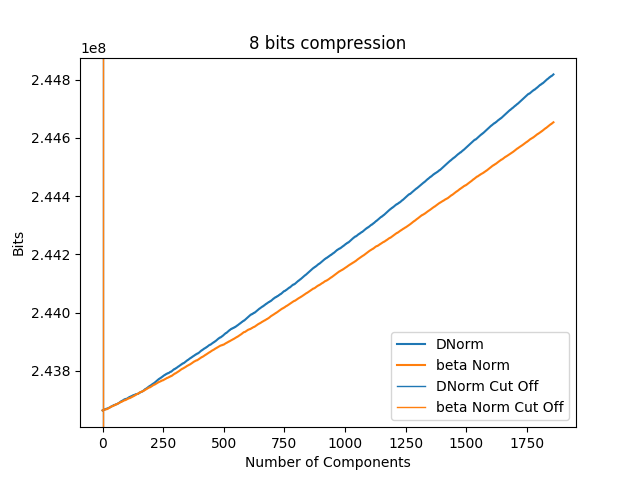 8 bits compression
1e8
2.448
2.446
2.444
2.442
2.440
2.438
Bits
0
250
500
750
1000
1250
1500
1750
Number of Components
DNorm
beta Norm
DNorm Cut Off
beta Norm Cut Off